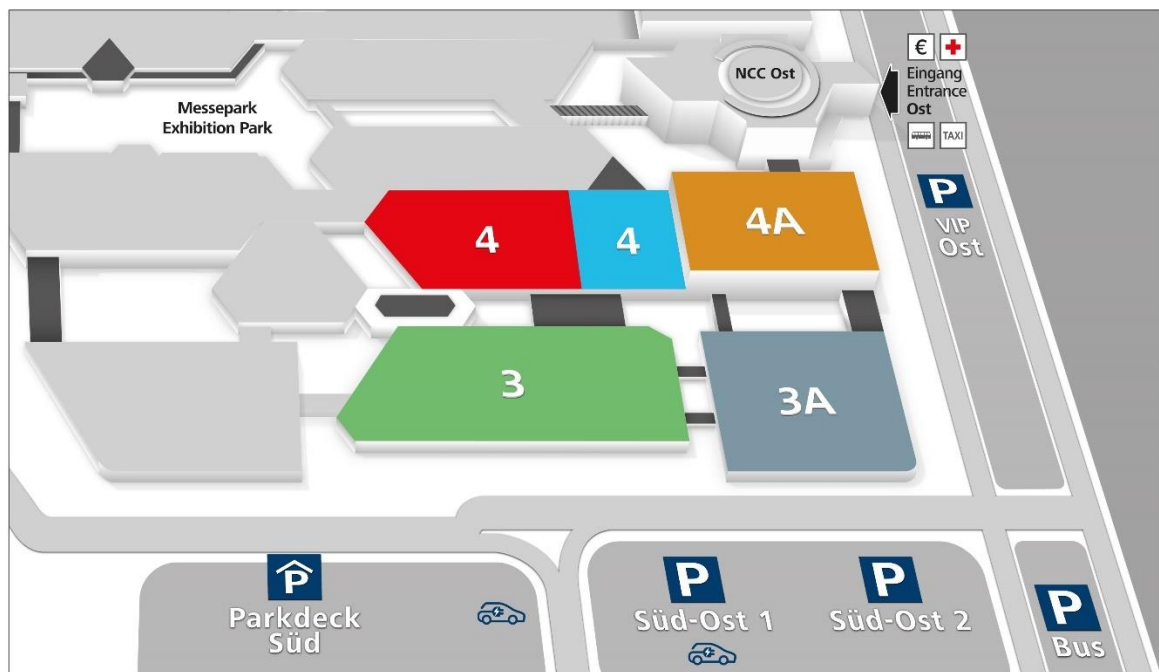 Messepark
Exhibition Park
NCC Ost
€
Eingang
Entrance
Ost
TAXI
P
VIP
Ost
4
4
4A
3
3A
P
Parkdeck
Süd
P
Süd-Ost 1
P
Süd-Ost 2
P
Bus